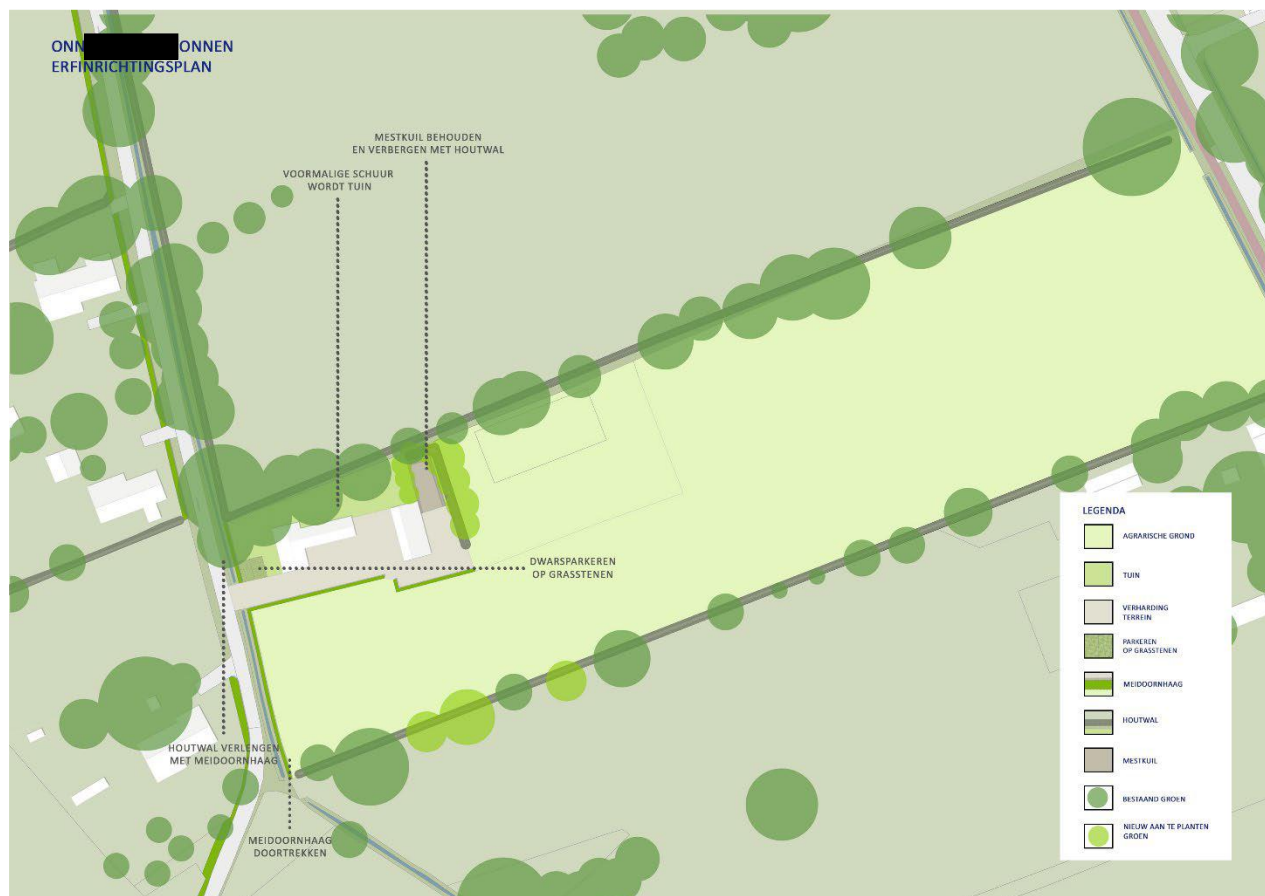 ONN ONNEN
ERFINRICHTINGSPLAN
MESTKUIL BEHOUDEN
EN VERBERGEN MET HOUTWAL
VOORMALIGE SCHUUR
WORDT TUIN
DWARSPARKEREN
OP GRASSTENEN
HOUTWAL VERLENGEN
MET MEIDOORNHAAG
MEIDOORNHAAG
DOORTREKKEN
LEGENDA
AGRARISCHE GROND
TUIN
VERHARDING
TERREIN
PARKEREN
OP GRASSTENEN
MEIDOORNHAAG
HOUTWAL
MESTKUIL
BESTAAND GROEN
NIEUW AAN TE PLANTEN
GROEN